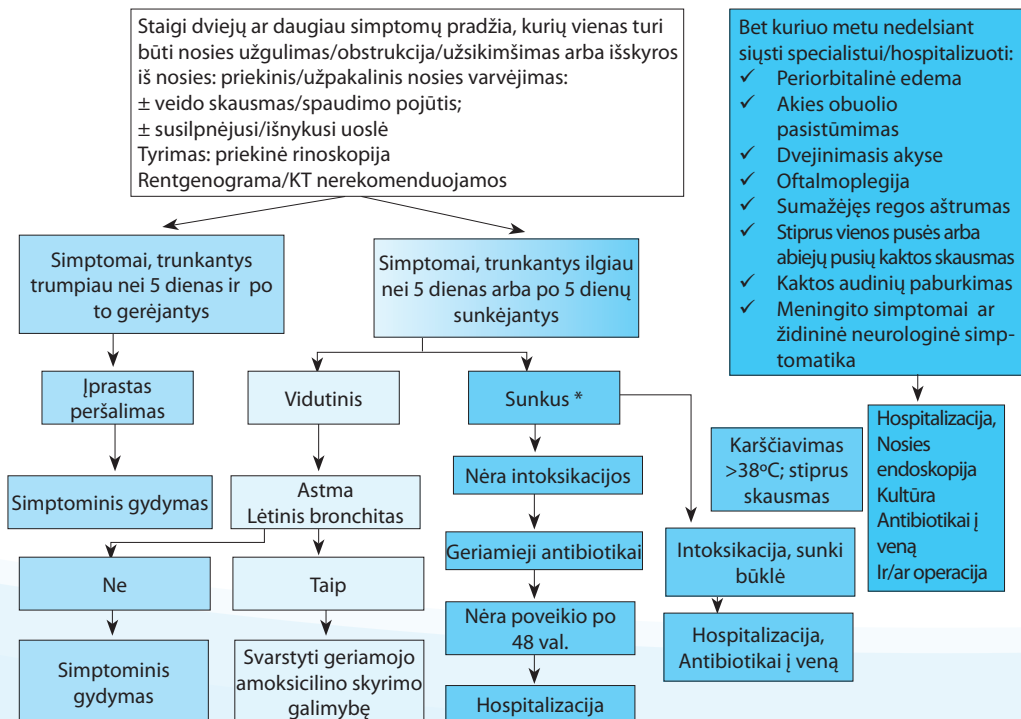 Staigi dviejų ar daugiau simptomų pradžia, kurių vienas turi
būti nosies užgulimas/obstrukcija/užsikimšimas arba išskyros
iš nosies: priekinis/užpakalinis nosies varvėjimas:
± veido skausmas/spaudimo pojūtis;
± susilpnėjusi/išnykusi uoslė
Tyrimas: priekinė rinoskopija
Rentgenograma/KT nerekomenduojamos
Bet kuriuo metu nedelsiant
siųsti specialistui/hospitalizuoti:
✓ Periorbitalinė edema
✓ Akies obuolio
pasistūmimas
✓ Dvejinimasis akyse
✓ Oftalmoplegija
✓ Sumažėjęs regos aštrumas
✓ Stiprus vienos pusės arba
abiejų pusių kaktos skausmas
✓ Kaktos audinių paburkimas
✓ Meningito simptomai ar
židininė neurologinė simp-
tomatika
Simptomai, trunkantys
trumpiau nei 5 dienas ir po
to gerėjantys
Simptomai, trunkantys ilgiau
nei 5 dienas arba po 5 dienų
sunkėjantys
Įprastas
peršalimas
Vidutinis
Sunkus *
Hospitalizacija,
Nosies
endoskopija
Kultūra
Antibiotikai į
veną
Ir/ar operacija
Karščiavimas
>38ºC; stiprus
skausmas
Simptominis gydymas
Astma
Lėtinis bronchitas
Nėra intoksikacijos
Geriamieji antibiotikai
Intoksikacija, sunki
būklė
Ne
Taip
Nėra poveikio po
48 val.
Hospitalizacija,
Antibiotikai į veną
Simptominis
gydymas
Svarstyti geriamojo
amoksicilino skyrimo
galimybę
Hospitalizacija